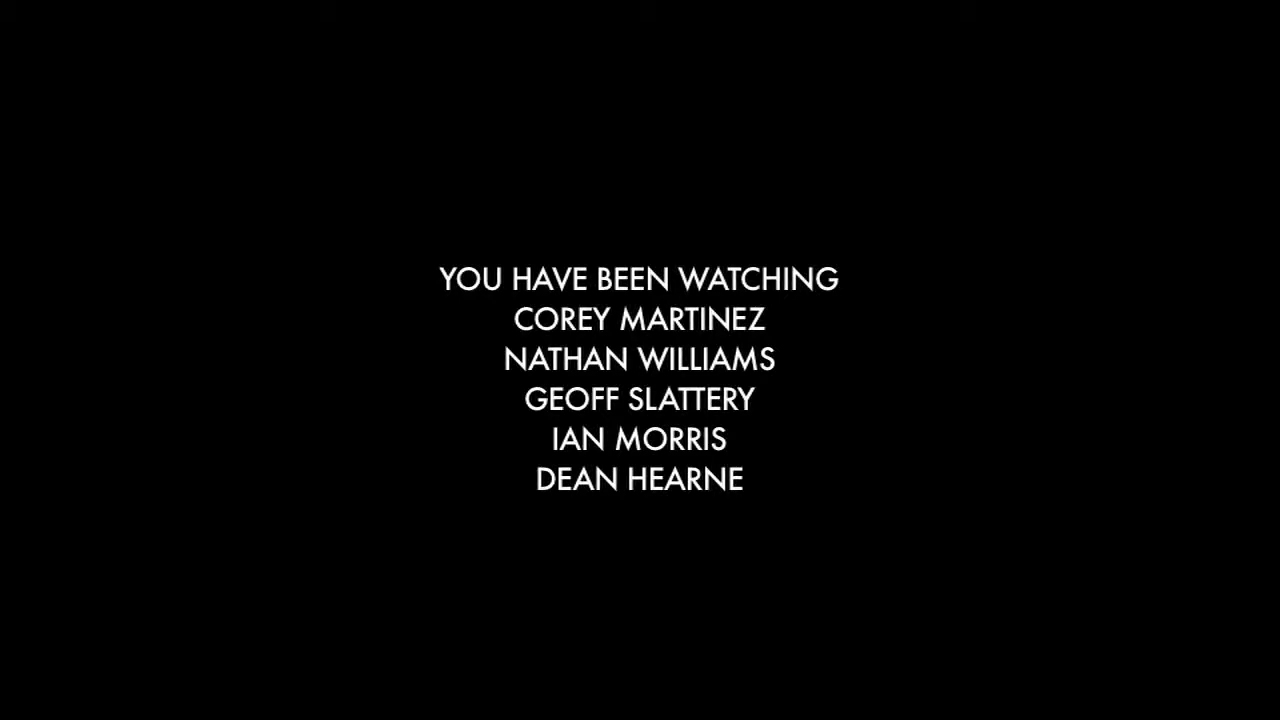 YOU HAVE BEEN WATCHING
COREY MARTINEZ
NATHAN WILLIAMS
GEOFF SLATTERY
IAN MORRIS
DEAN HEARNE